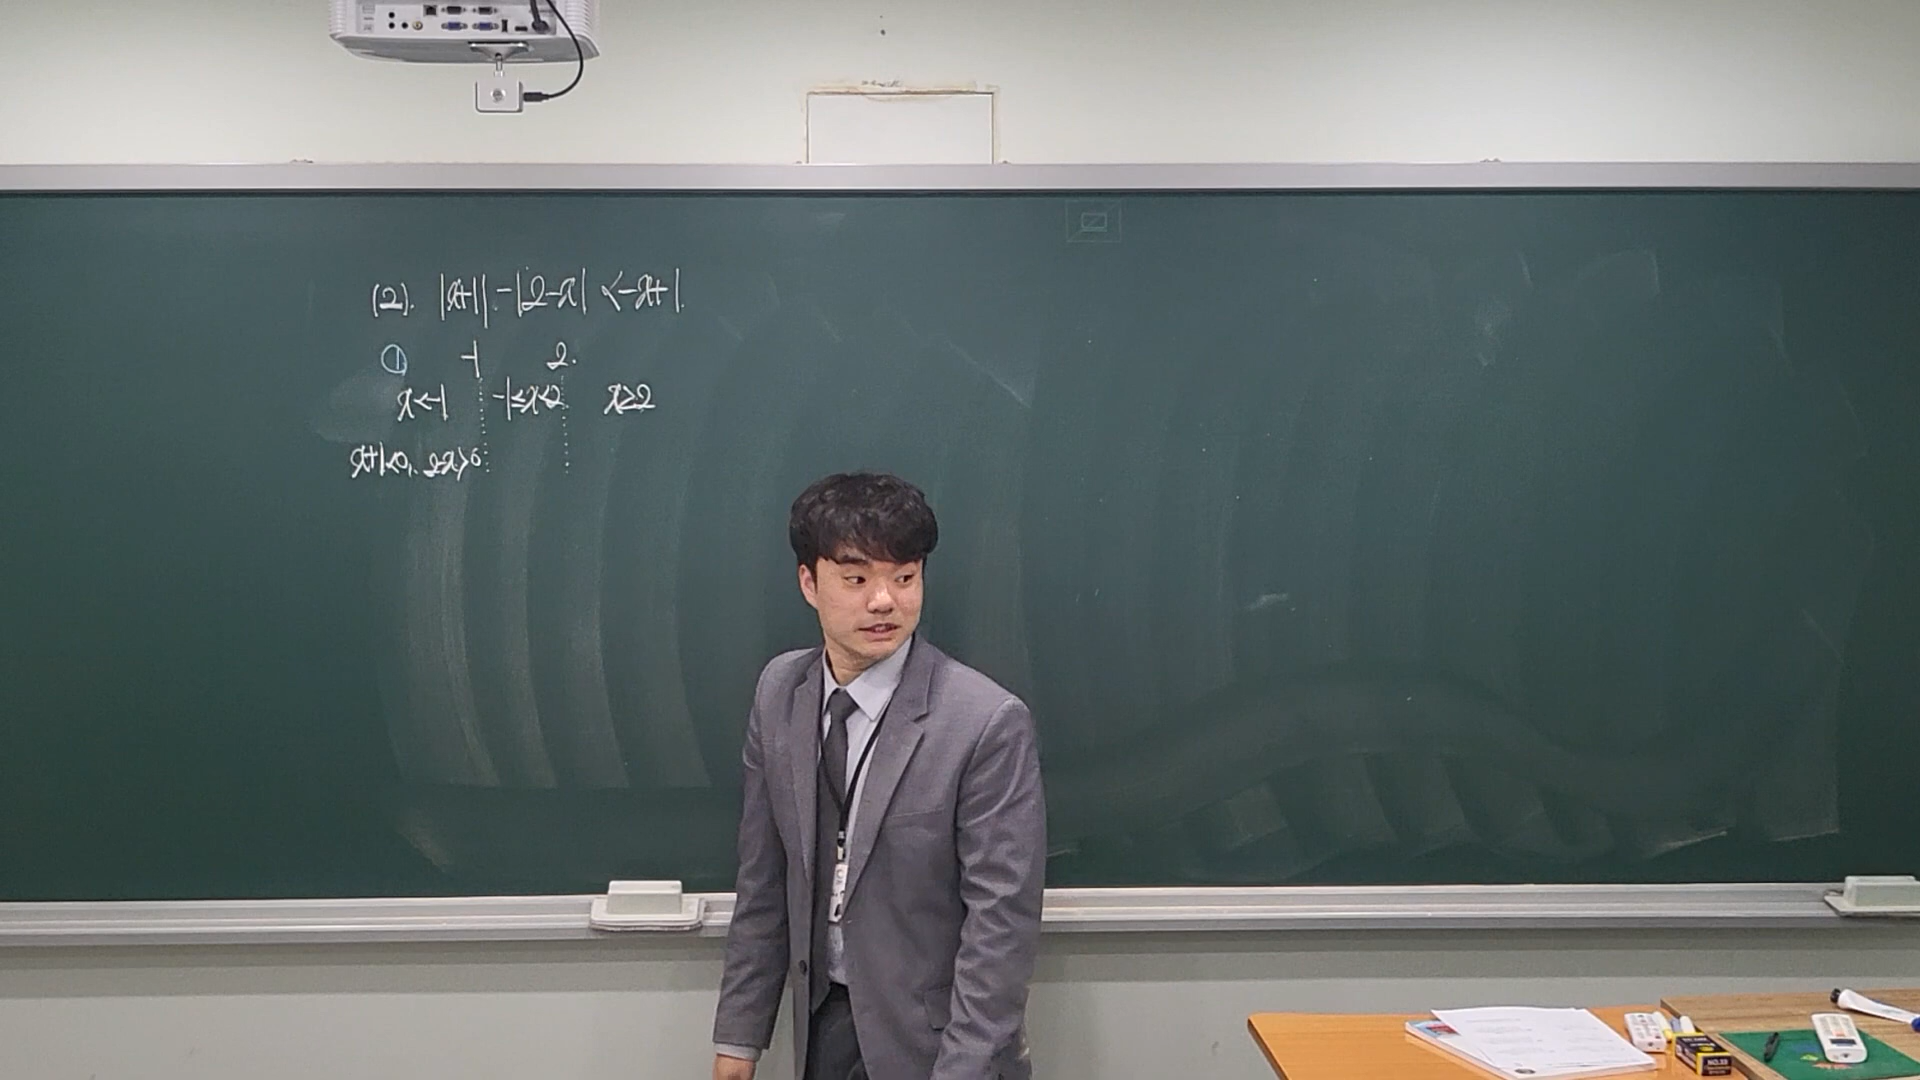 (2). |x+1|-|2-x|<-x+1.
① -1 2.
x<-1 -1≤x<2 x≥2
x+1<0, 2-x>0